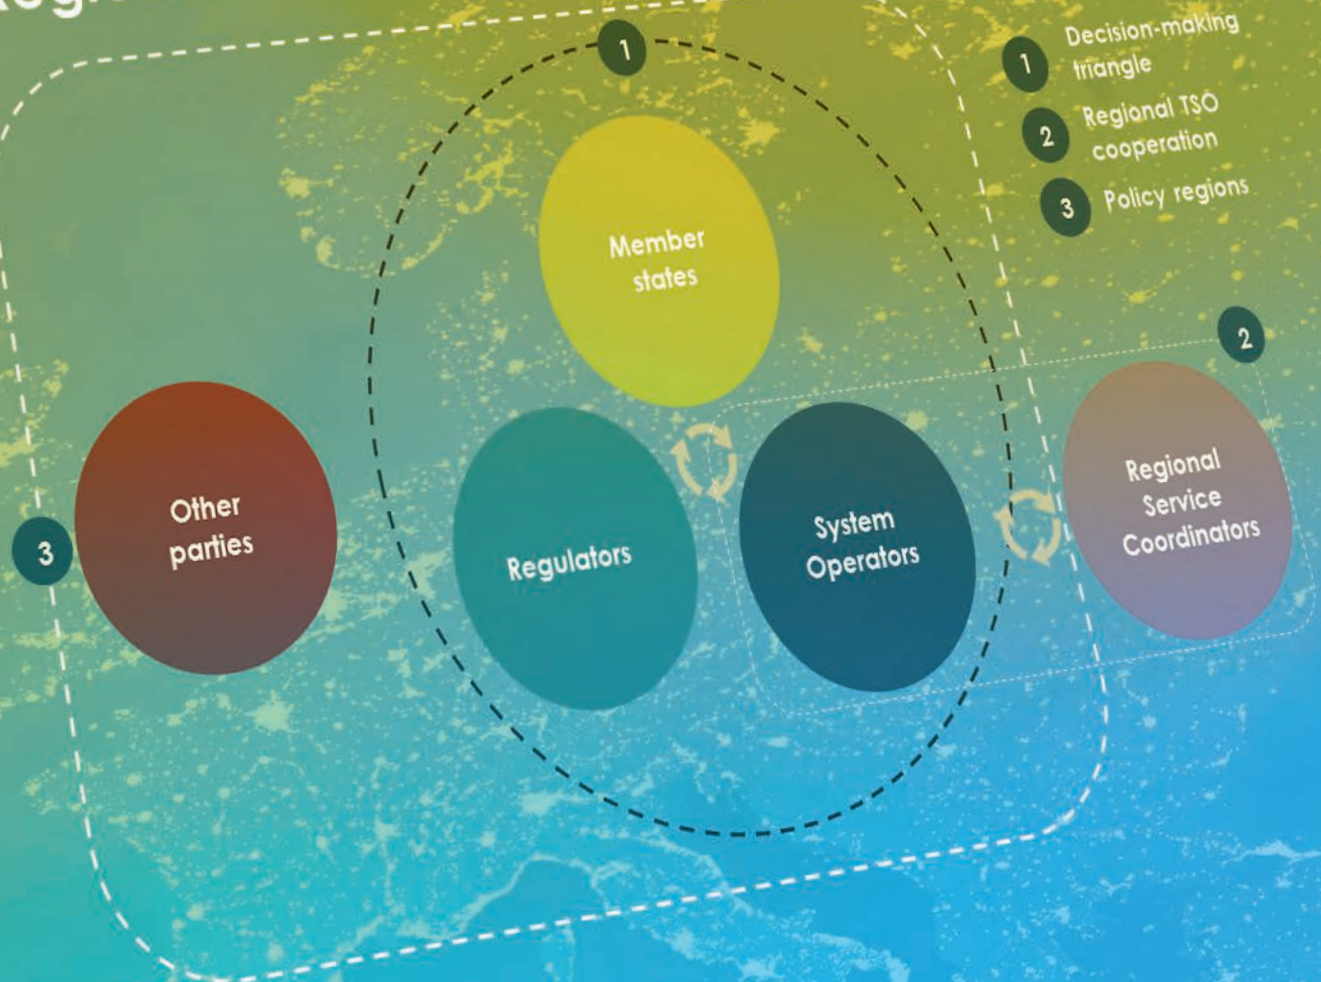 1
Decision-making
triangle
1
2
Regional TSO
cooperation
3
Policy regions
Member
states
2
Other
parties
3
Regulators
System
Operators
Regional
Service
Coordinators